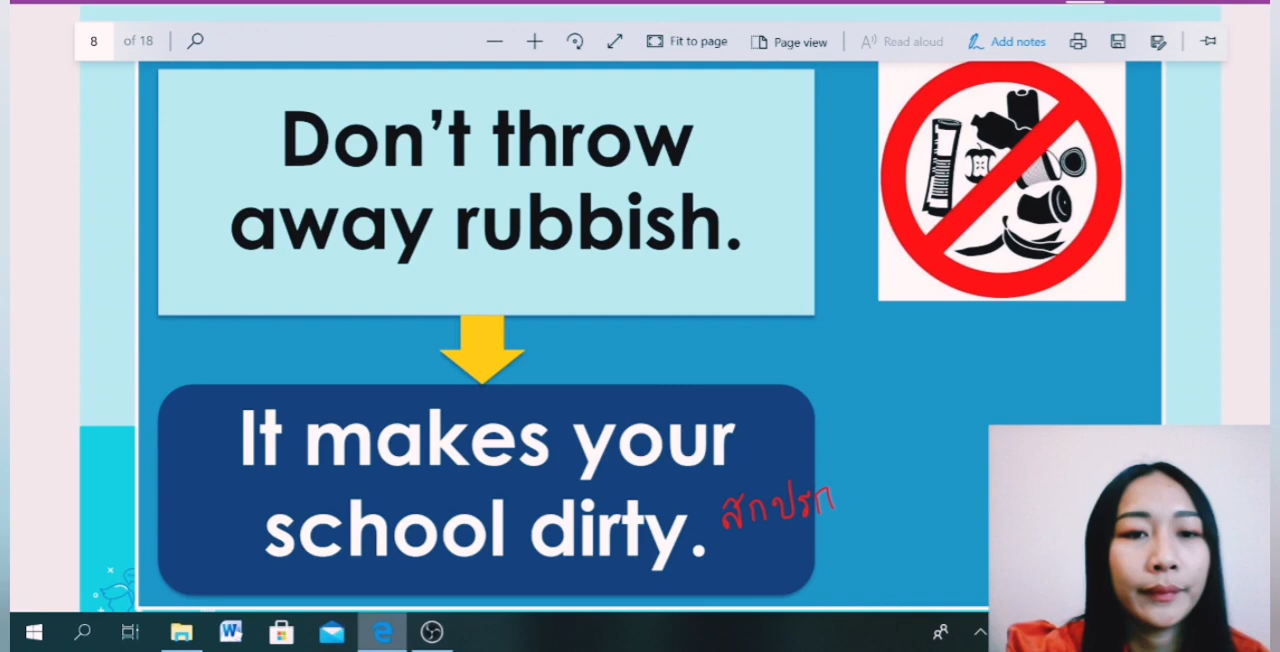 8 of 18
Fit to page
Page view
Read aloud
Add notes
Don't throw
away rubbish.
It makes your
school dirty.
สกปรก